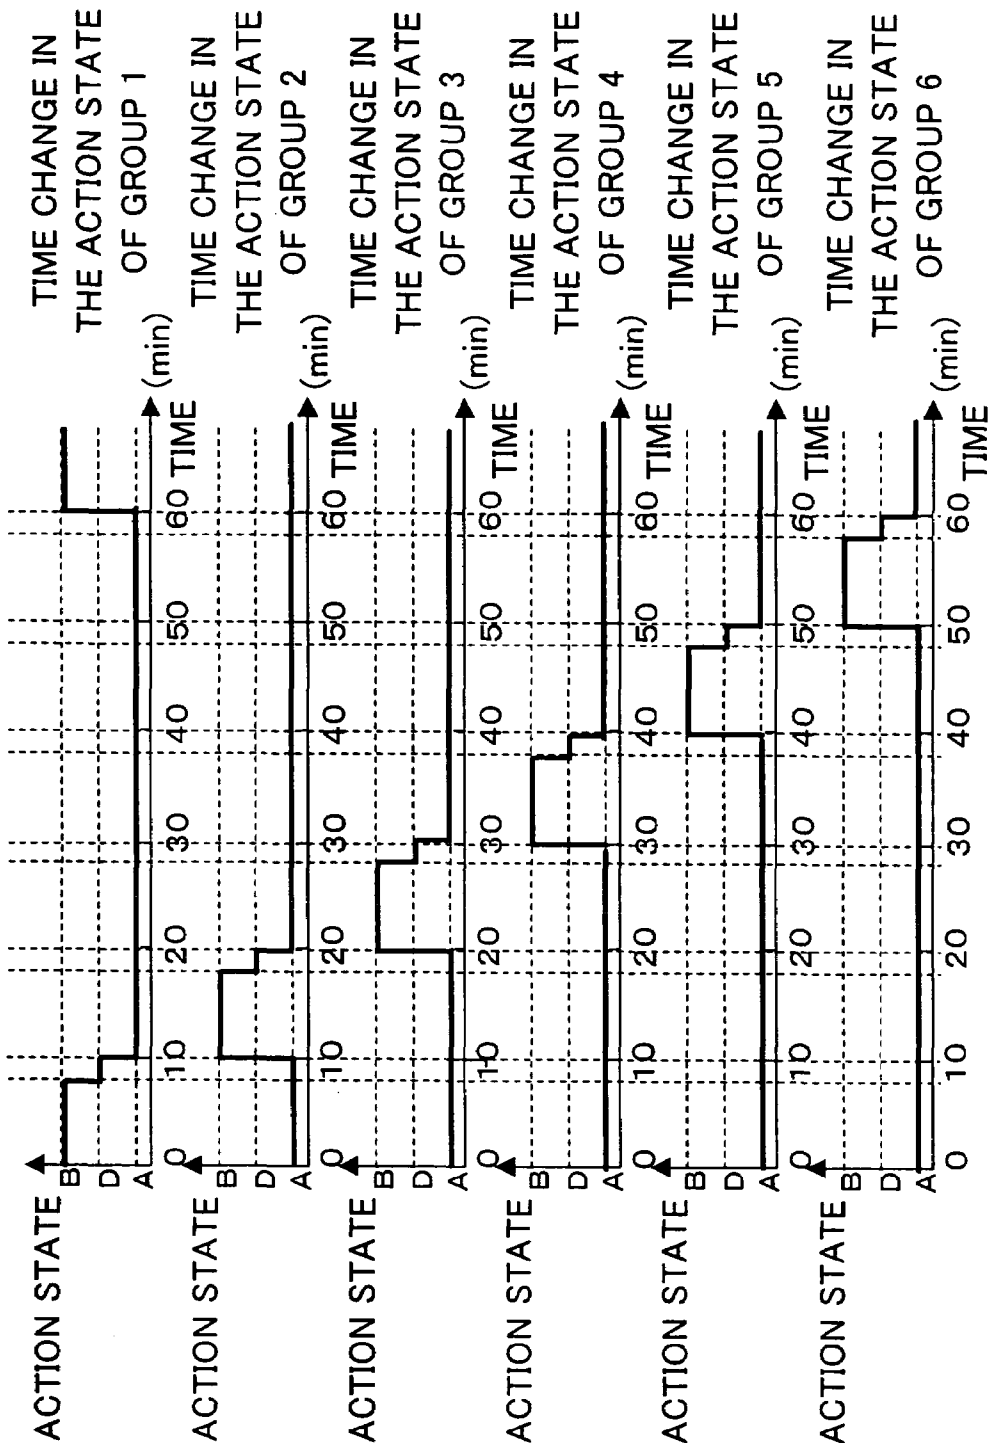 ACTION STATE
B
D
A
0 10 20 30 40 50 60 TIME
(min)
TIME CHANGE IN
THE ACTION STATE
OF GROUP 1
ACTION STATE
B
D
A
0 10 20 30 40 50 60 TIME
(min)
TIME CHANGE IN
THE ACTION STATE
OF GROUP 2
ACTION STATE
B
D
A
0 10 20 30 40 50 60 TIME
(min)
TIME CHANGE IN
THE ACTION STATE
OF GROUP 3
ACTION STATE
B
D
A
0 10 20 30 40 50 60 TIME
(min)
TIME CHANGE IN
THE ACTION STATE
OF GROUP 4
ACTION STATE
B
D
A
0 10 20 30 40 50 60 TIME
(min)
TIME CHANGE IN
THE ACTION STATE
OF GROUP 5
ACTION STATE
B
D
A
0 10 20 30 40 50 60 TIME
(min)
TIME CHANGE IN
THE ACTION STATE
OF GROUP 6